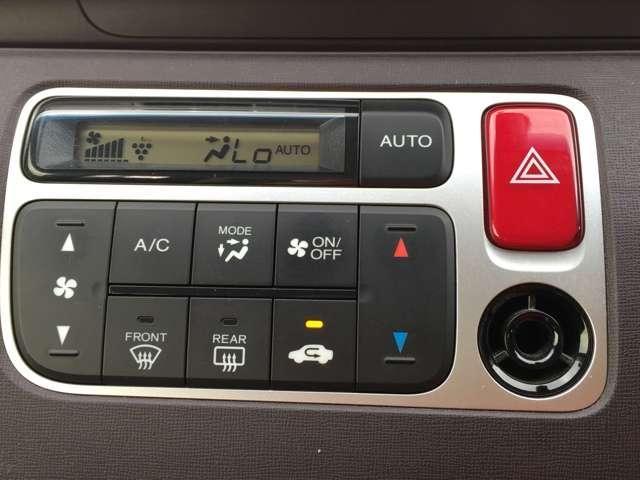 Lo AUTO
AUTO
A/C
MODE
ON/
OFF
FRONT
REAR